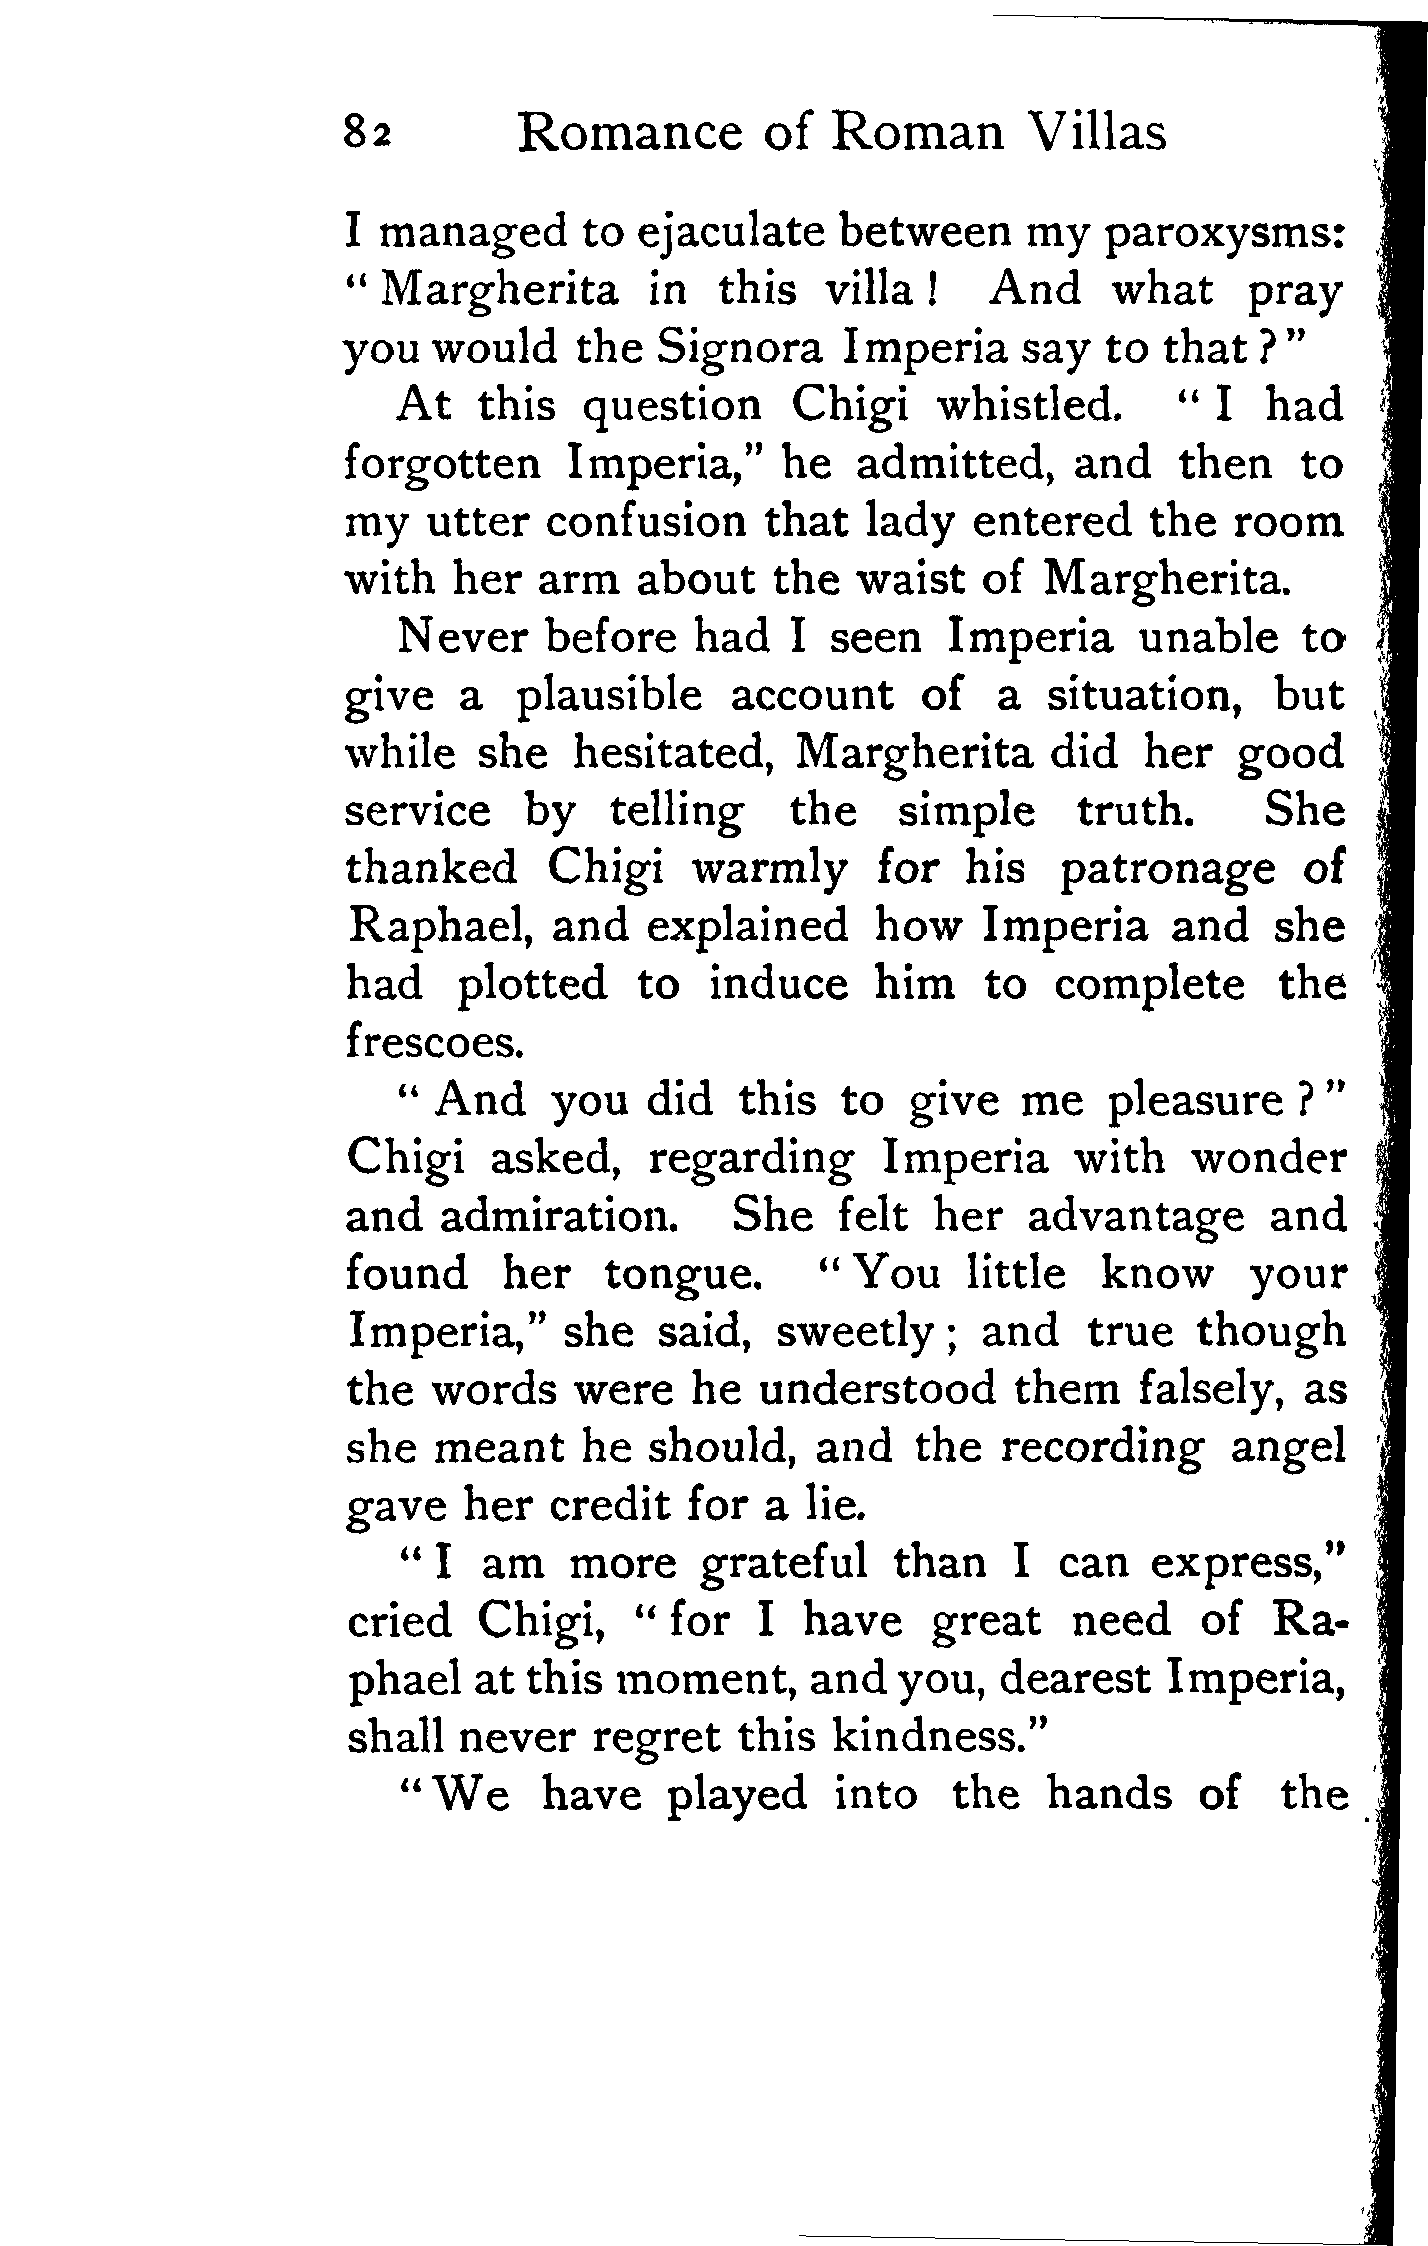 82 Romance of Roman Villas
I managed to ejaculate between my paroxysms:
" Margherita in this villa ! And what pray
you would the Signora Imperia say to that ? "
At this question Chigi whistled. " I had
forgotten Imperia," he admitted, and then to
my utter confusion that lady entered the room
with her arm about the waist of Margherita.
Never before had I seen Imperia unable to
give a plausible account of a situation, but
while she hesitated, Margherita did her good
service by telling the simple truth. She
thanked Chigi warmly for his patronage of
Raphael, and explained how Imperia and she
had plotted to induce him to complete the
frescoes.
" And you did this to give me pleasure ? "
Chigi asked, regarding Imperia with wonder
and admiration. She felt her advantage and
found her tongue. " You little know your
Imperia," she said, sweetly ; and true though
the words were he understood them falsely, as
she meant he should, and the recording angel
gave her credit for a lie.
" I am more grateful than I can express,"
cried Chigi, " for I have great need of Ra-
phael at this moment, and you, dearest Imperia,
shall never regret this kindness."
" We have played into the hands of the